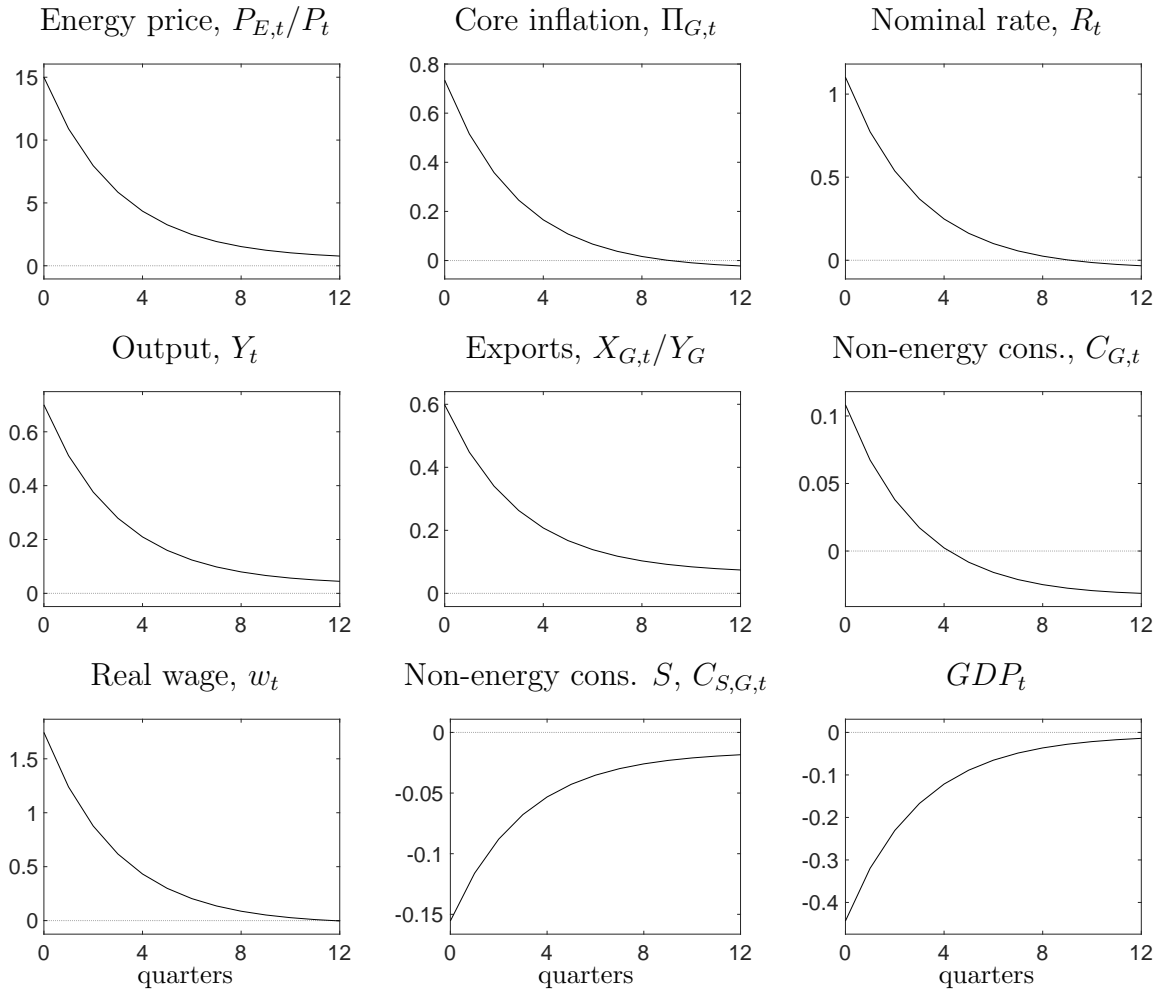 Energy price, $P_{E,t}/P_t$
Core inflation, $\Pi_{G,t}$
Nominal rate, $R_t$
15
10
5
0
0 4 8 12
0.8
0.6
0.4
0.2
0
0 4 8 12
1
0.5
0
0 4 8 12
Output, $Y_t$
Exports, $X_{G,t}/Y_G$
Non-energy cons., $C_{G,t}$
0.6
0.4
0.2
0
0 4 8 12
0.6
0.4
0.2
0
0 4 8 12
0.1
0.05
0
0 4 8 12
Real wage, $w_t$
Non-energy cons. $S$, $C_{S,G,t}$
$GDP_t$
1.5
1
0.5
0
0 4 8 12
quarters
0
-0.05
-0.1
-0.15
0 4 8 12
quarters
0
-0.1
-0.2
-0.3
-0.4
0 4 8 12
quarters